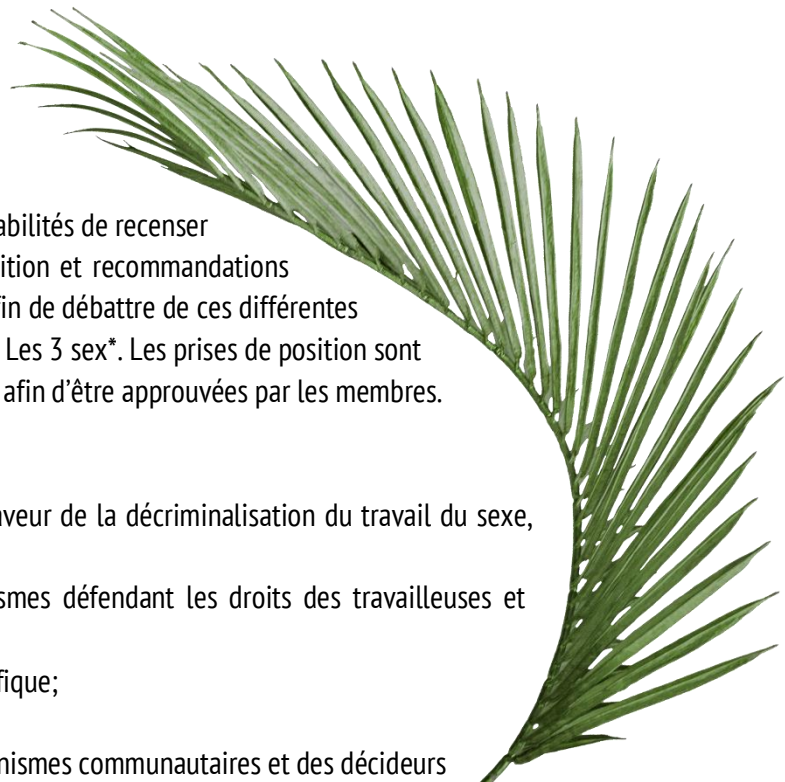 abilités de recenser
ition et recommandations
fin de débattre de ces différentes
Les 3 sex*. Les prises de position sont
afin d’être approuvées par les membres.
aveur de la décriminalisation du travail du sexe,
smes défendant les droits des travailleuses et
fique;
nismes communautaires et des décideurs